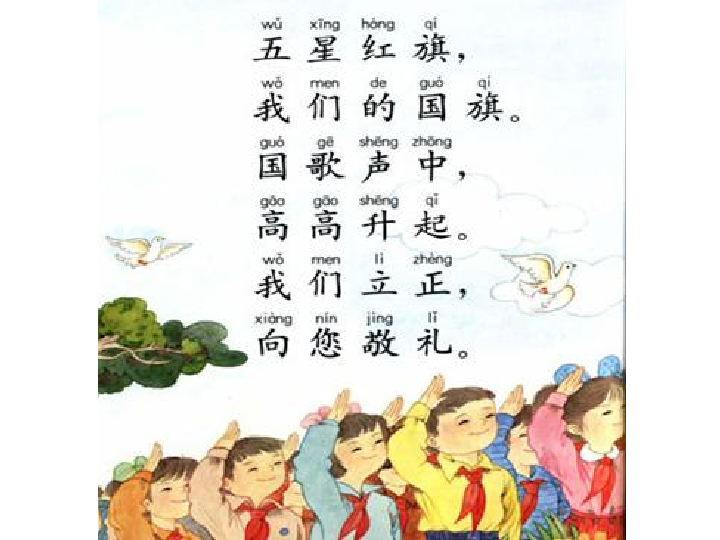 wǔ xīng hóng qí
五星红旗，
wǒ men de guó qí
我们的国旗。
guó gē shēng zhōng
国歌声中，
gāo gāo shēng qǐ
高高升起。
wǒ men lì zhèng
我们立正，
xiàng nín jìng lǐ
向您敬礼。